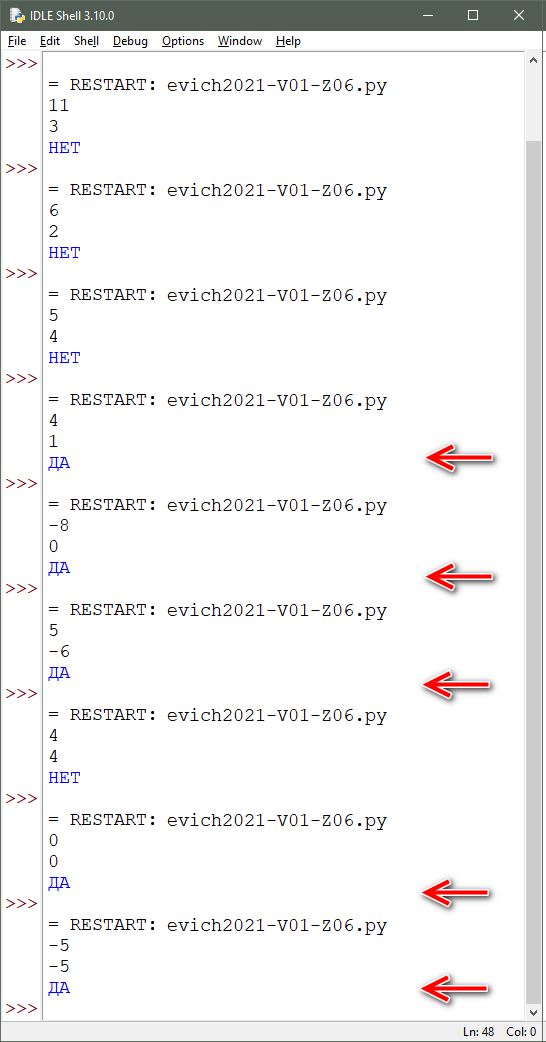 IDLE Shell 3.10.0
File Edit Shell Debug Options Window Help
>>>
= RESTART: evich2021-V01-Z06.py
11
3
НЕТ
>>>
= RESTART: evich2021-V01-Z06.py
6
2
НЕТ
>>>
= RESTART: evich2021-V01-Z06.py
5
4
НЕТ
>>>
= RESTART: evich2021-V01-Z06.py
4
1
ДА
>>>
= RESTART: evich2021-V01-Z06.py
-8
0
ДА
>>>
= RESTART: evich2021-V01-Z06.py
5
-6
ДА
>>>
= RESTART: evich2021-V01-Z06.py
4
4
НЕТ
>>>
= RESTART: evich2021-V01-Z06.py
0
0
ДА
>>>
= RESTART: evich2021-V01-Z06.py
-5
-5
ДА
>>>
Ln: 48 Col: 0